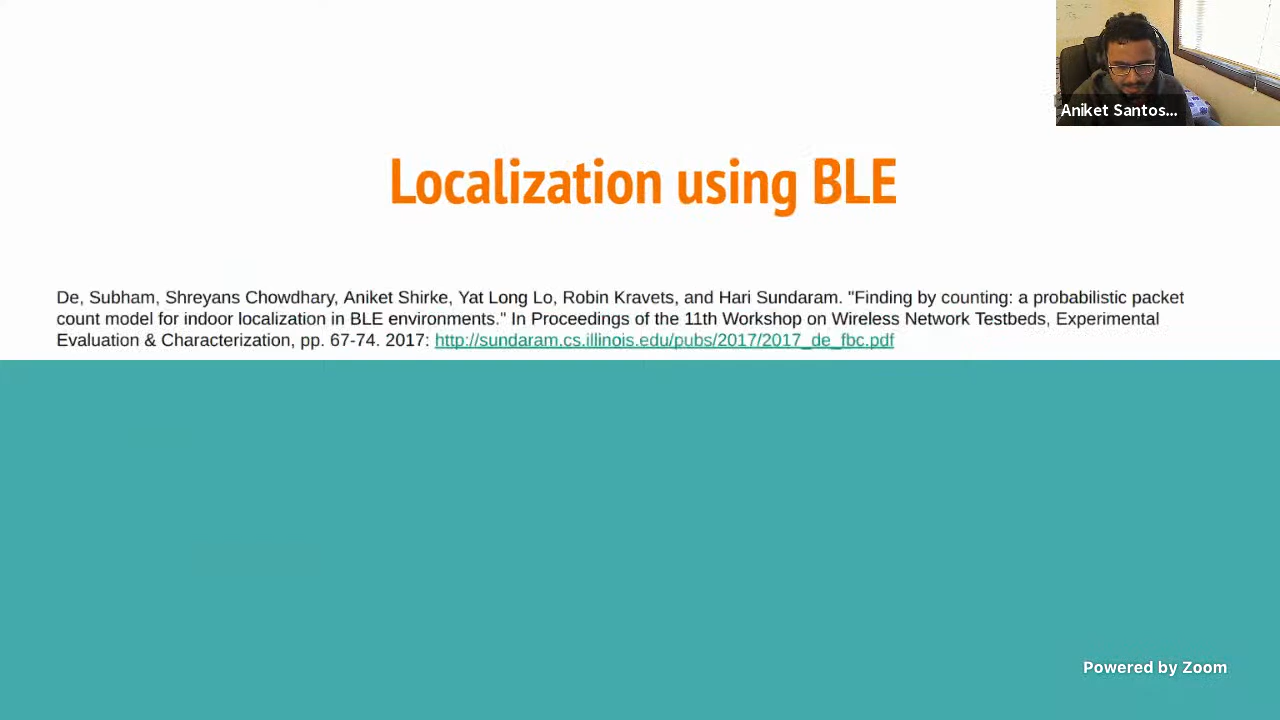 Aniket Santos...
Localization using BLE
De, Subham, Shreyans Chowdhary, Aniket Shirke, Yat Long Lo, Robin Kravets, and Hari Sundaram. "Finding by counting: a probabilistic packet
count model for indoor localization in BLE environments." In Proceedings of the 11th Workshop on Wireless Network Testbeds, Experimental
Evaluation & Characterization, pp. 67-74. 2017: http://sundaram.cs.illinois.edu/pubs/2017/2017_de_fbc.pdf
Powered by Zoom